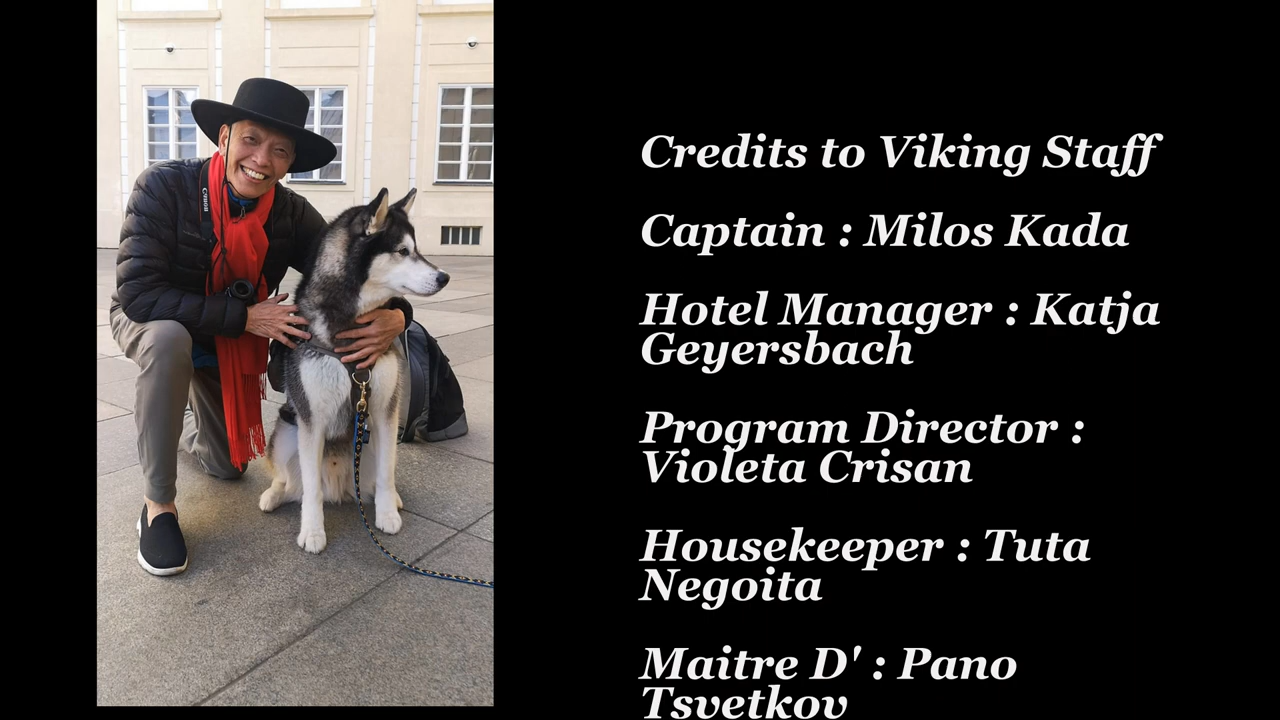 Credits to Viking Staff
Captain : Milos Kada
Hotel Manager : Katja
Geyersbach
Program Director :
Violeta Crisan
Housekeeper : Tuta
Negoita
Maitre D' : Pano
Tsvetkov
Canon